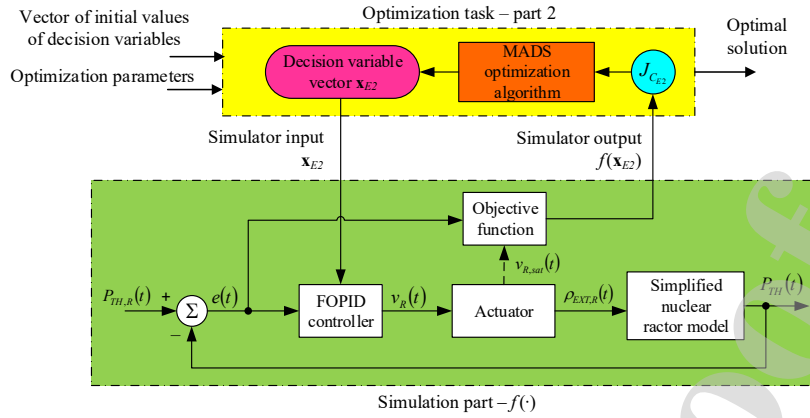 Optimization task – part 2
Vector of initial values
of decision variables
Optimization parameters
Decision variable
vector x_E2
MADS
optimization
algorithm
J_C_E2
Optimal
solution
Simulator input
x_E2
Simulator output
f(x_E2)
Objective
function
v_R,sat(t)
P_TH,R(t)
+
−
Σ
e(t)
FOPID
controller
v_R(t)
Actuator
ρ_EXT,R(t)
Simplified
nuclear
ractor model
P_TH(t)
Simulation part – f(·)